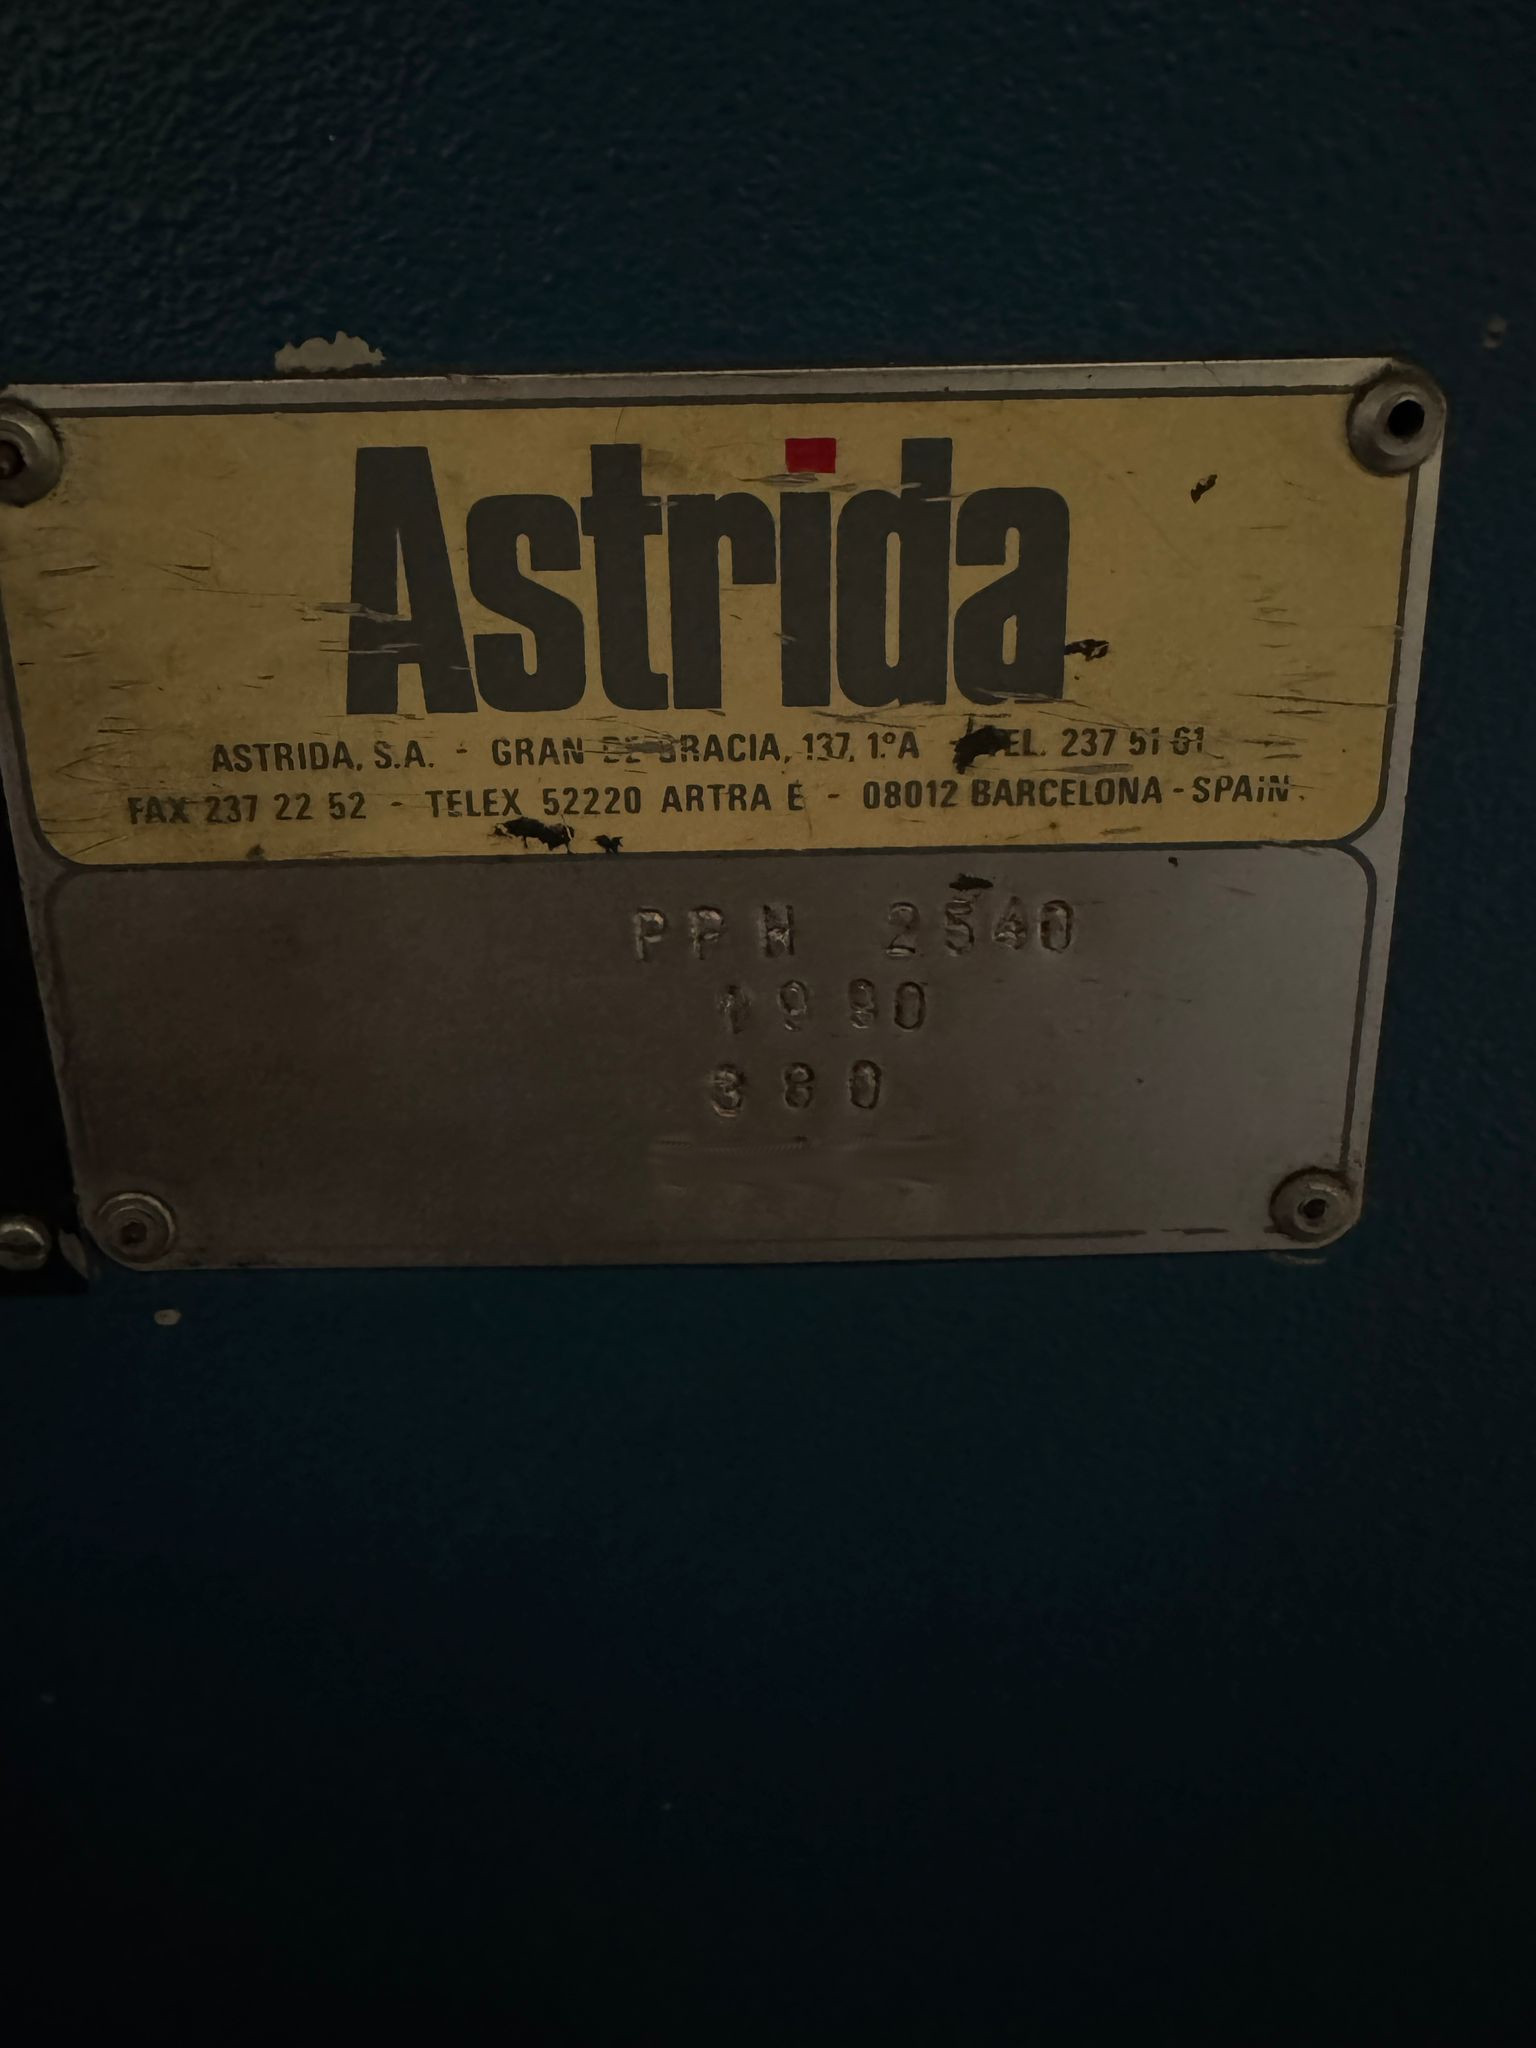 Astrida
ASTRIDA, S.A. - GRAN DE GRACIA, 137, 1.º A - TEL. 237 51 61
FAX 237 22 52 - TELEX 52220 ARTRA E - 08012 BARCELONA - SPAiN
PPN 2540
1990
380